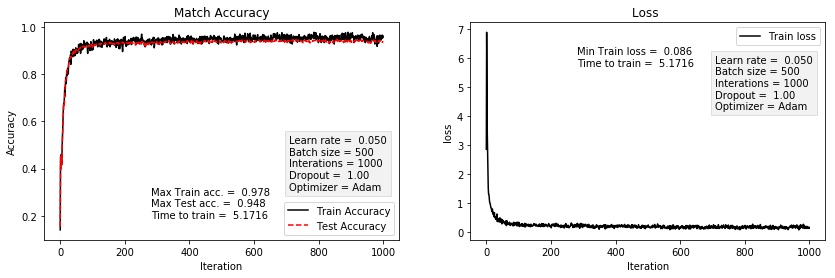 Match Accuracy
1.0
0.8
0.6
0.4
0.2
Accuracy
Learn rate =  0.050
Batch size = 500
Interations = 1000
Dropout =  1.00
Optimizer = Adam
Max Train acc. =  0.978
Max Test acc. =  0.948
Time to train =  5.1716
Train Accuracy
Test Accuracy
0 200 400 600 800 1000
Iteration
Loss
7
6
5
4
3
2
1
0
loss
Train loss
Min Train loss =  0.086
Time to train =  5.1716
Learn rate =  0.050
Batch size = 500
Interations = 1000
Dropout =  1.00
Optimizer = Adam
0 200 400 600 800 1000
Iteration